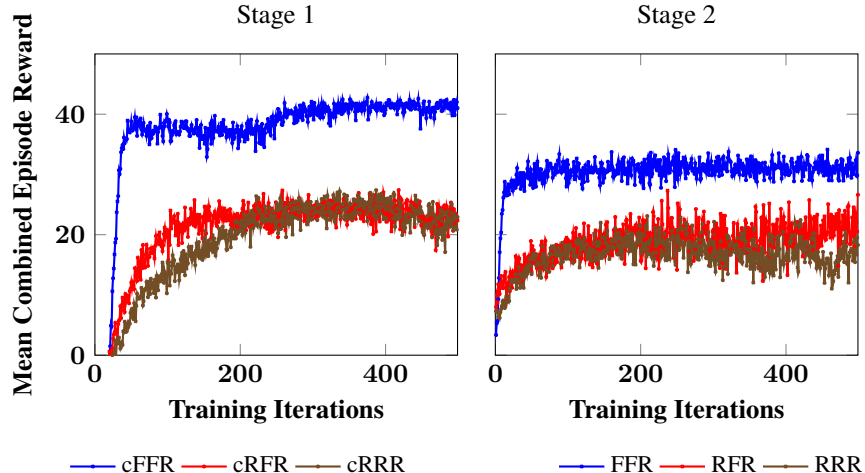 Stage 1
Stage 2
Mean Combined Episode Reward
40
20
0
0
200
400
0
200
400
Training Iterations
Training Iterations
cFFR cRFR cRRR
FFR RFR RRR